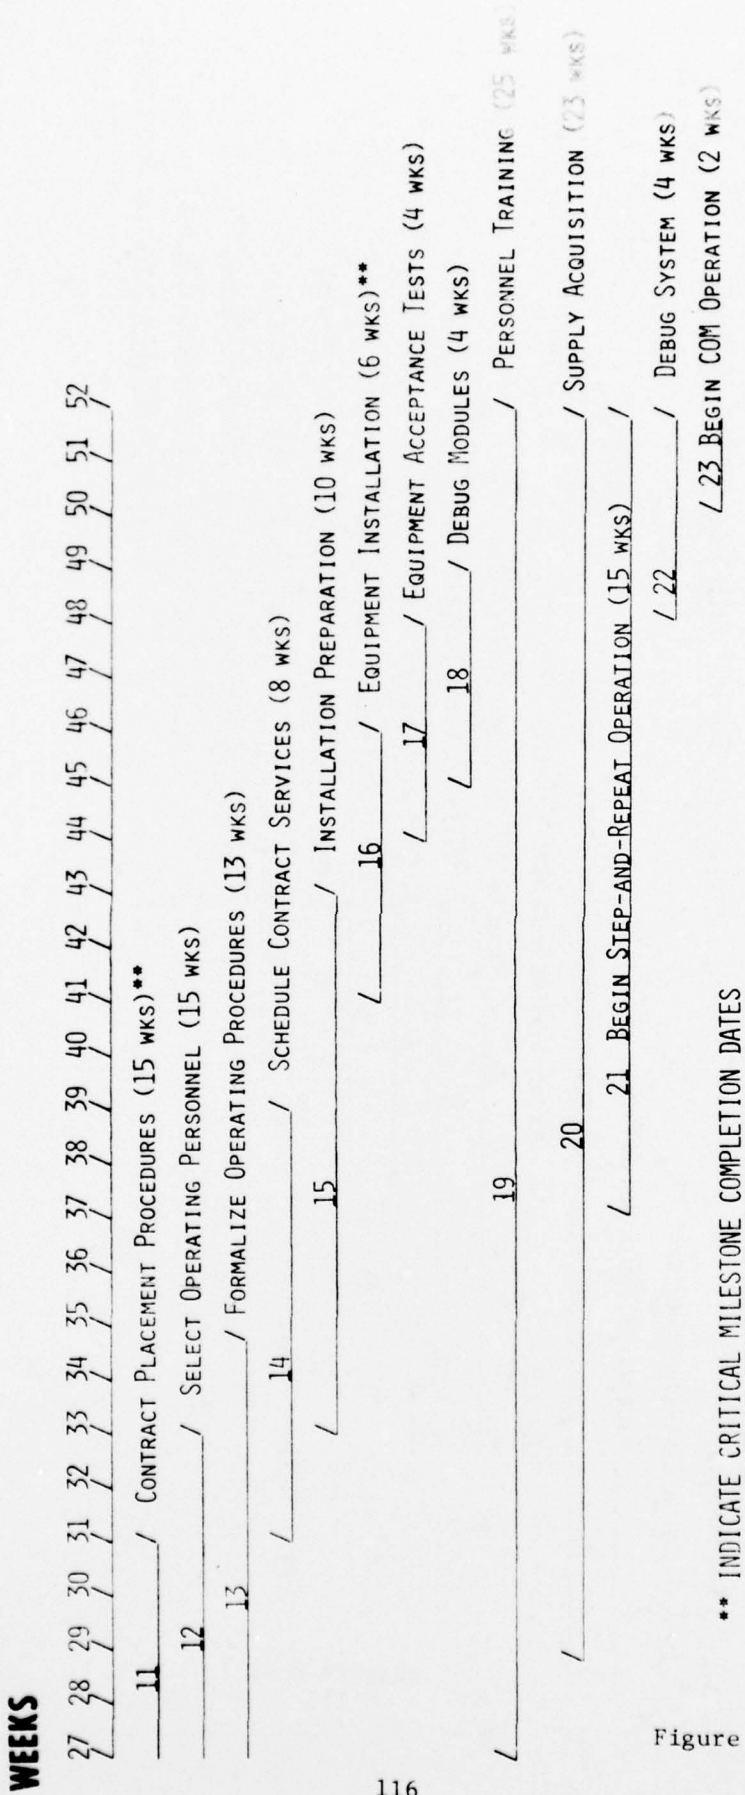 WEEKS
27 28 29 30 31 32 33 34 35 36 37 38 39 40 41 42 43 44 45 46 47 48 49 50 51 52
11 CONTRACT PLACEMENT PROCEDURES (15 WKS)**
12 SELECT OPERATING PERSONNEL (15 WKS)
13 FORMALIZE OPERATING PROCEDURES (13 WKS)
14 SCHEDULE CONTRACT SERVICES (8 WKS)
15 INSTALLATION PREPARATION (10 WKS)
16 EQUIPMENT INSTALLATION (6 WKS)**
17 EQUIPMENT ACCEPTANCE TESTS (4 WKS)
18 DEBUG MODULES (4 WKS)
19 PERSONNEL TRAINING (25 WKS)
20 SUPPLY ACQUISITION (23 WKS)
21 BEGIN STEP-AND-REPEAT OPERATION (15 WKS)
22 DEBUG SYSTEM (4 WKS)
23 BEGIN COM OPERATION (2 WKS)
** INDICATE CRITICAL MILESTONE COMPLETION DATES
Figure
116